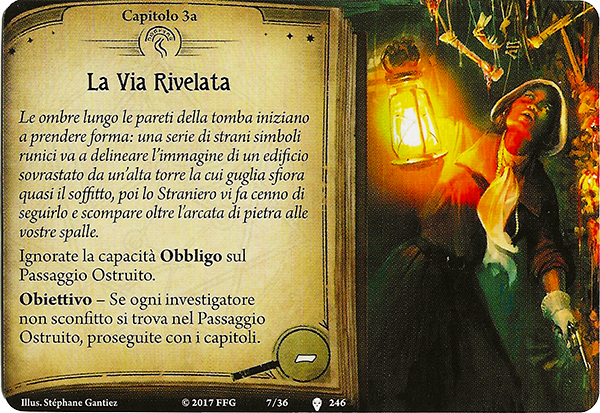 Capitolo 3a
La Via Rivelata
Le ombre lungo le pareti della tomba iniziano
a prendere forma: una serie di strani simboli
runici va a delineare l'immagine di un edificio
sovrastato da un'alta torre la cui guglia sfiora
quasi il soffitto, poi lo Straniero vi fa cenno di
seguirlo e scompare oltre l'arcata di pietra alle
vostre spalle.
Ignorate la capacità Obbligo sul
Passaggio Ostruito.
Obiettivo – Se ogni investigatore
non sconfitto si trova nel Passaggio
Ostruito, proseguite con i capitoli.
–
Illus. Stéphane Gantiez © 2017 FFG 7/36 246